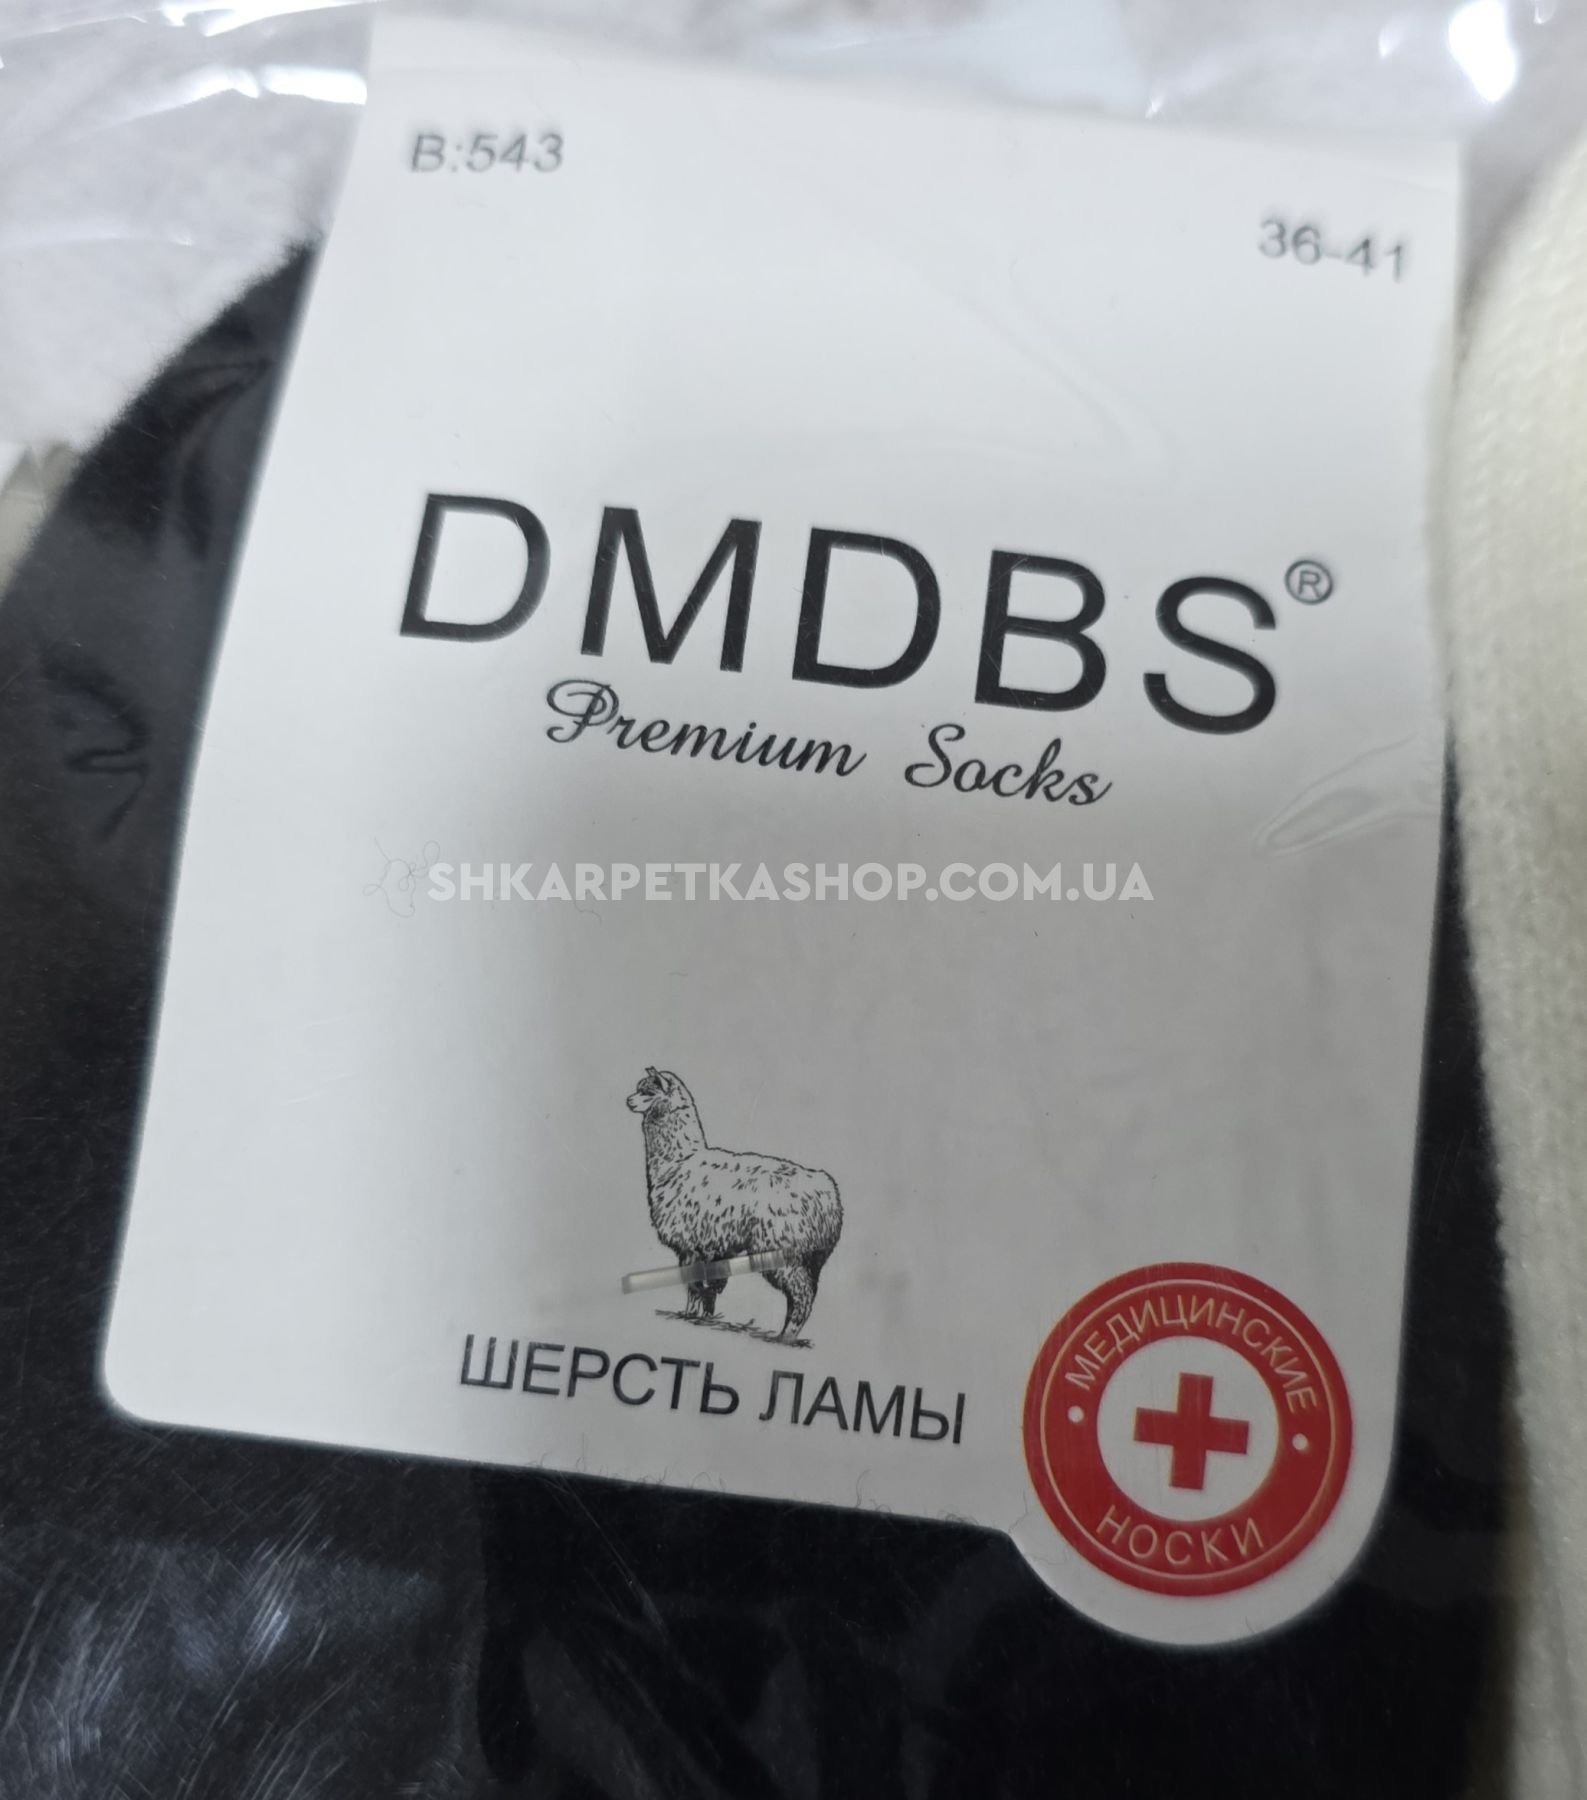 B:543
36-41
DMDBS®
Premium Socks
SHKARPETKASHOP.COM.UA
ШЕРСТЬ ЛАМЫ
• МЕДИЦИНСКИЕ •
НОСКИ